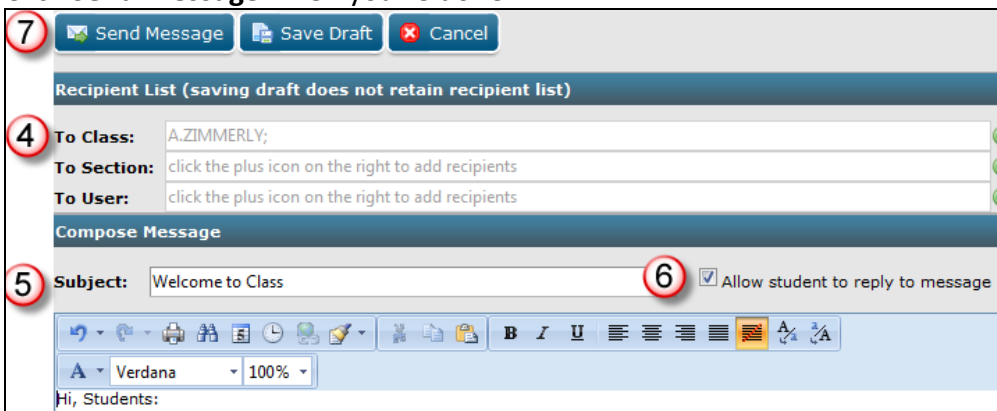 7 Send Message Save Draft Cancel
Recipient List (saving draft does not retain recipient list)
4 To Class: A.ZIMMERLY;
To Section: click the plus icon on the right to add recipients
To User: click the plus icon on the right to add recipients
Compose Message
5 Subject: Welcome to Class 6 Allow student to reply to message
B I U
A Verdana 100%
Hi, Students: